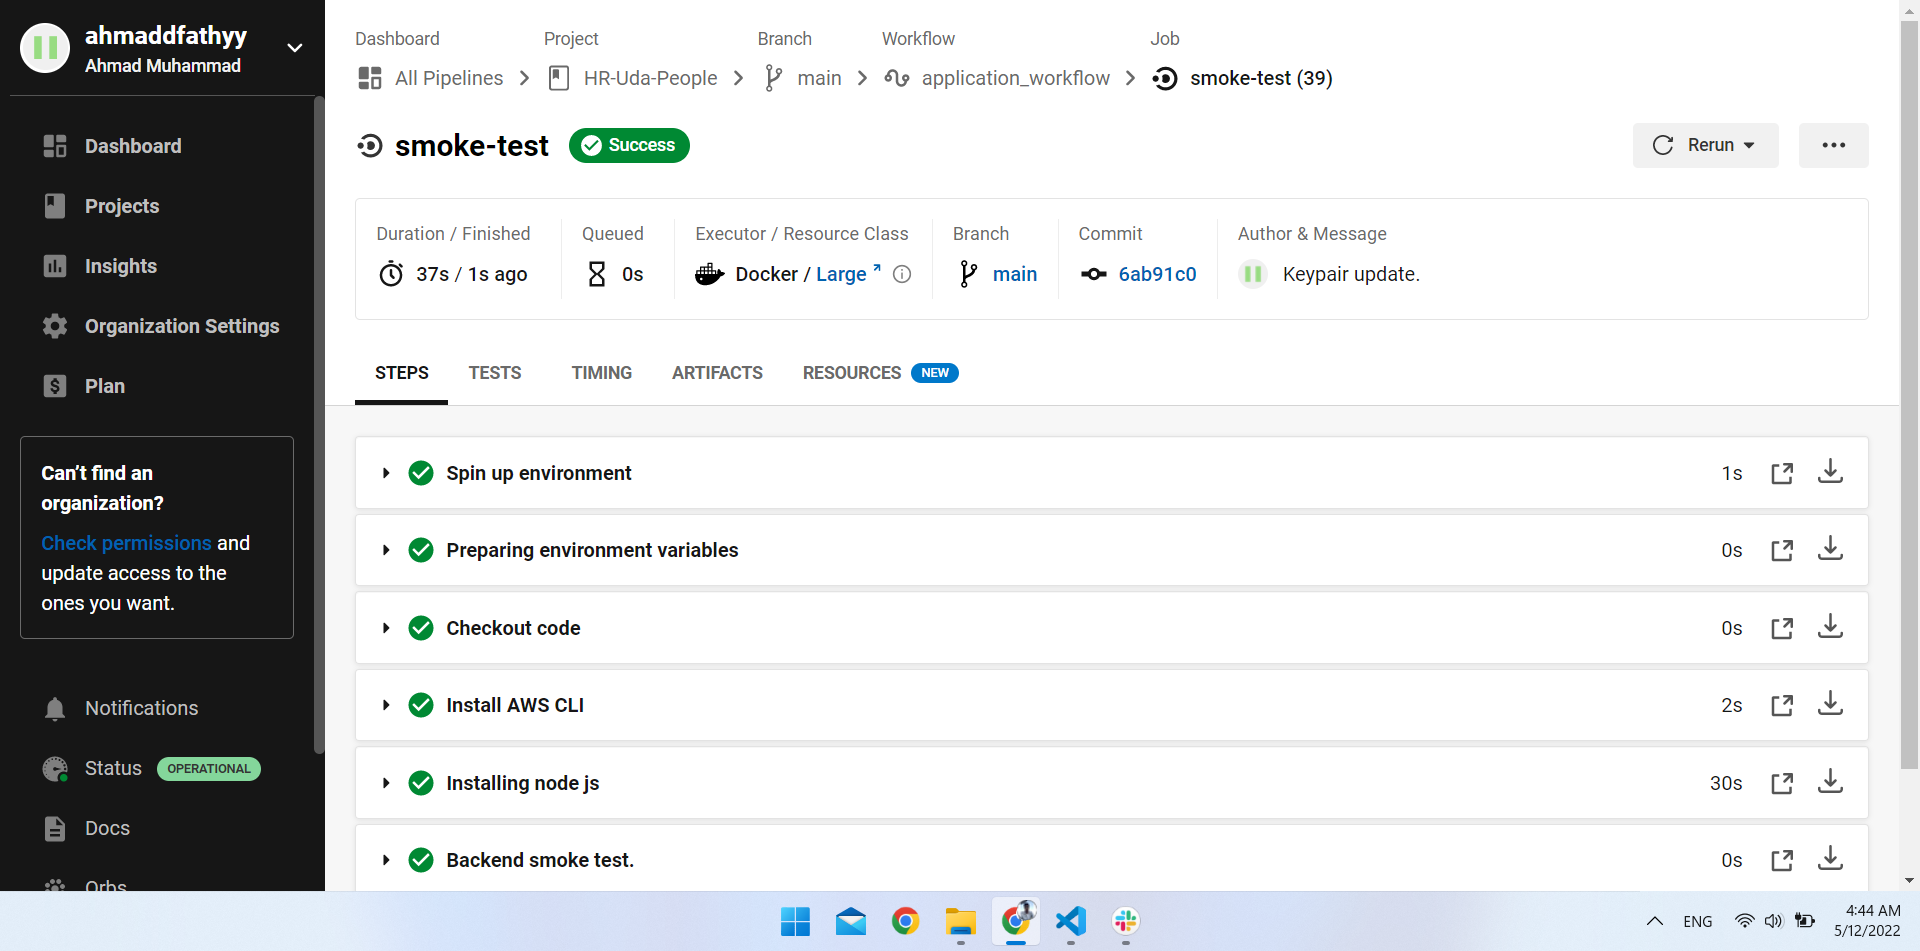 ahmaddfathyy
Ahmad Muhammad
Dashboard
Projects
Insights
Organization Settings
Plan
Can't find an
organization?
Check permissions and
update access to the
ones you want.
Notifications
Status OPERATIONAL
Docs
Orbs
Dashboard Project Branch Workflow Job
All Pipelines HR-Uda-People main application_workflow smoke-test (39)
smoke-test Success
Rerun
Duration / Finished Queued Executor / Resource Class Branch Commit Author & Message
37s / 1s ago 0s Docker / Large main 6ab91c0 Keypair update.
STEPS TESTS TIMING ARTIFACTS RESOURCES NEW
Spin up environment 1s
Preparing environment variables 0s
Checkout code 0s
Install AWS CLI 2s
Installing node js 30s
Backend smoke test. 0s
ENG
4:44 AM
5/12/2022